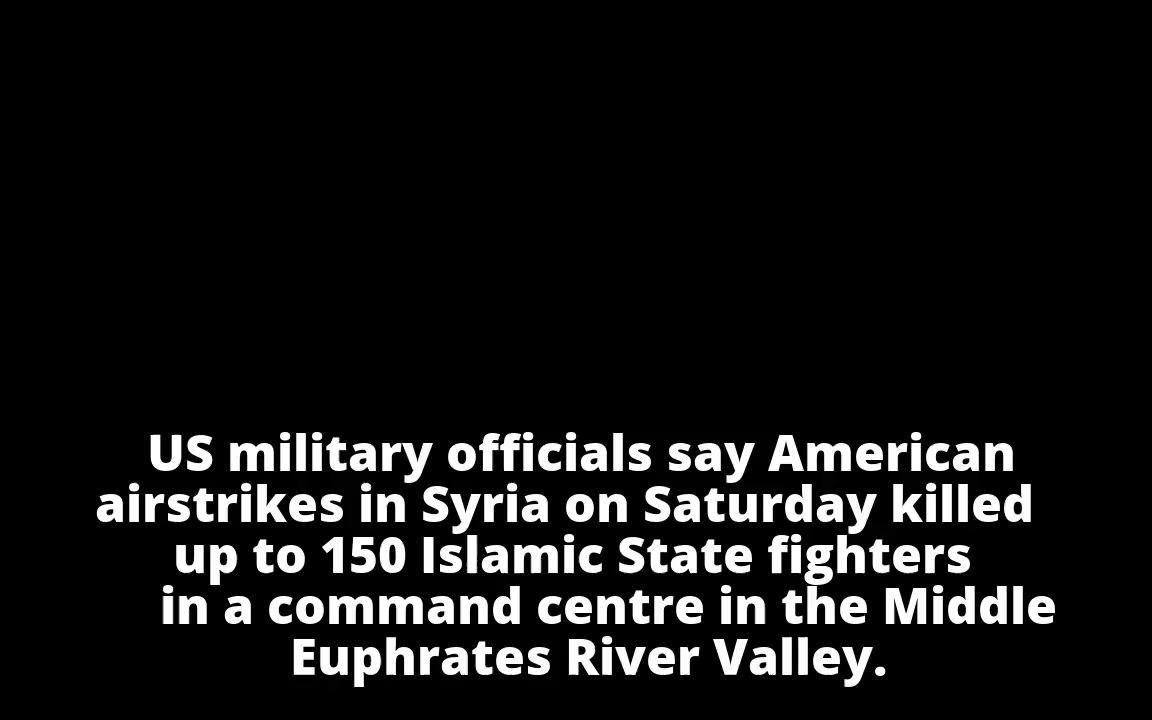 US military officials say American
airstrikes in Syria on Saturday killed
up to 150 Islamic State fighters
in a command centre in the Middle
Euphrates River Valley.